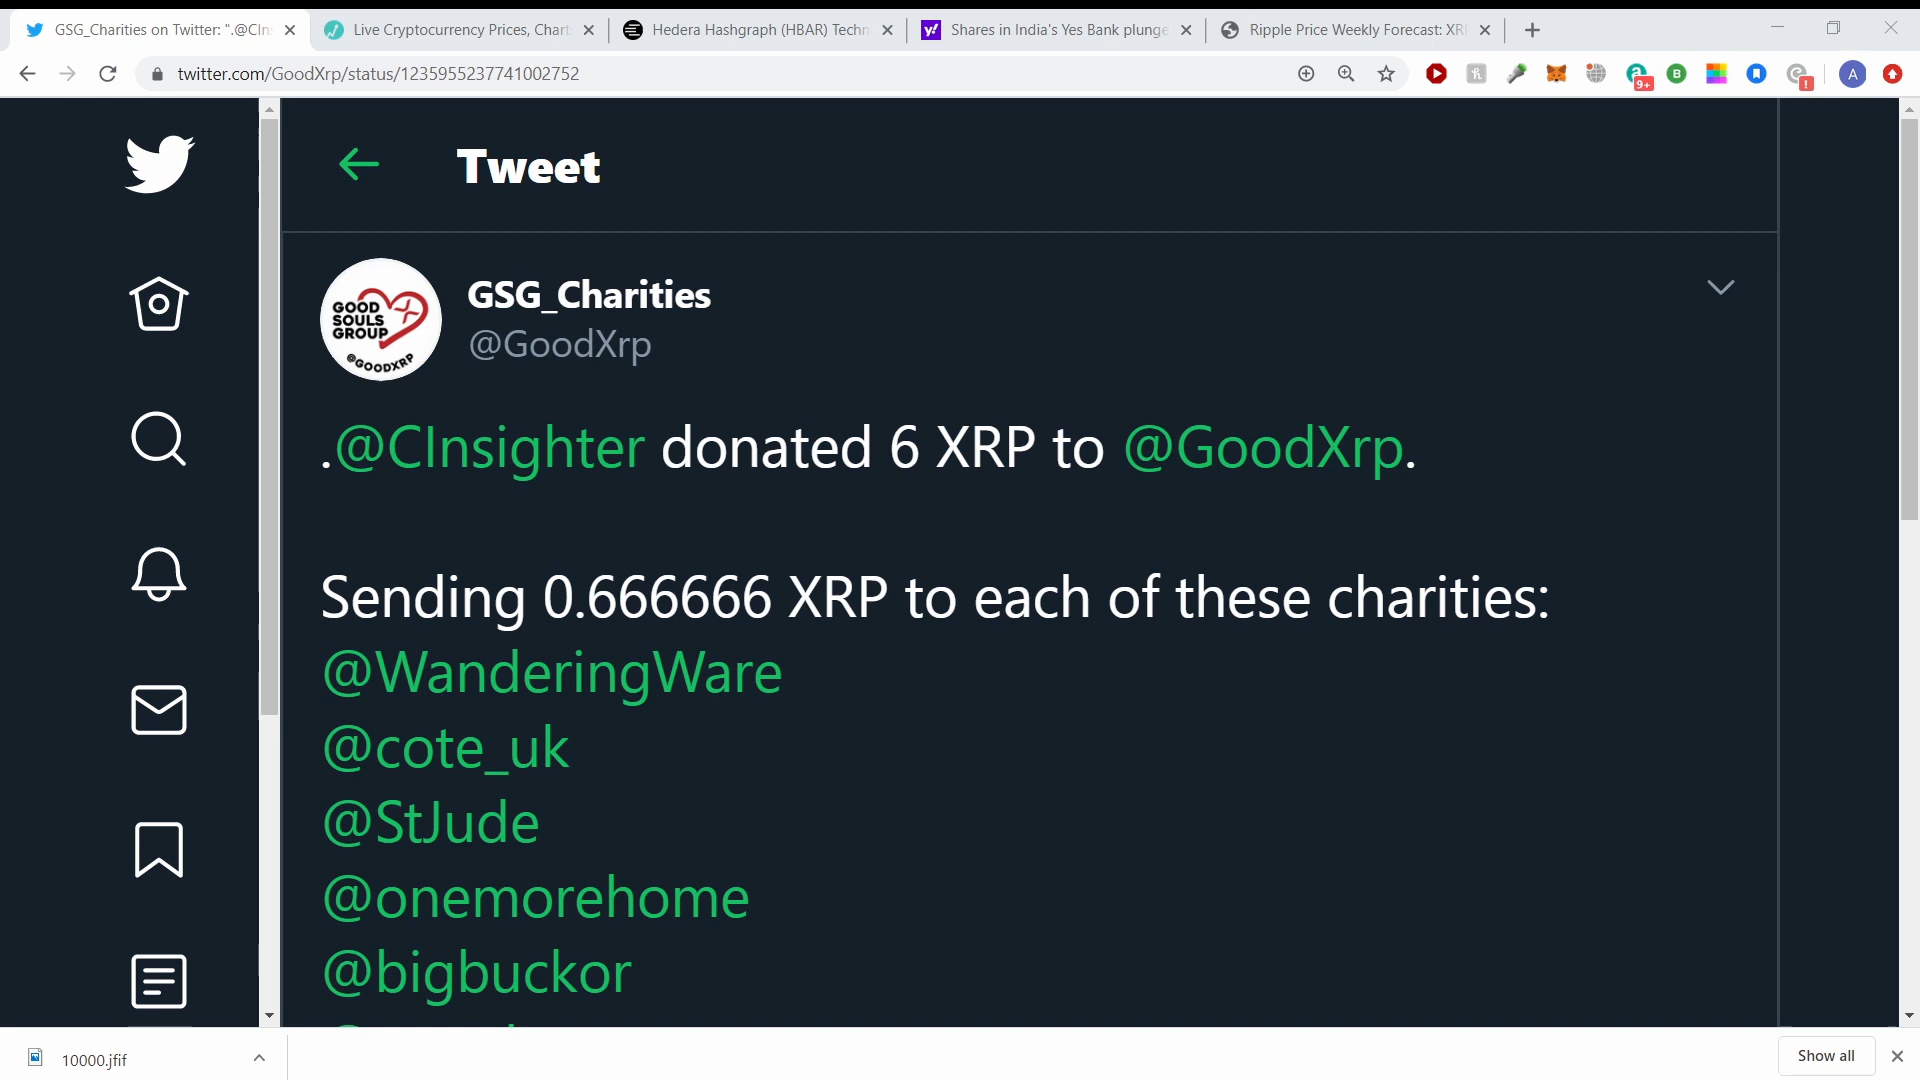 GSG_Charities on Twitter: ".@CIns
Live Cryptocurrency Prices, Chart
Hedera Hashgraph (HBAR) Techn
Shares in India's Yes Bank plunge
Ripple Price Weekly Forecast: XR
twitter.com/GoodXrp/status/1235955237741002752
9+
B
A
Tweet
GOOD
SOULS
GROUP
@GOODXRP
GSG_Charities
@GoodXrp
.@CInsighter donated 6 XRP to @GoodXrp.
Sending 0.666666 XRP to each of these charities:
@WanderingWare
@cote_uk
@StJude
@onemorehome
@bigbuckor
10000.jfif
Show all